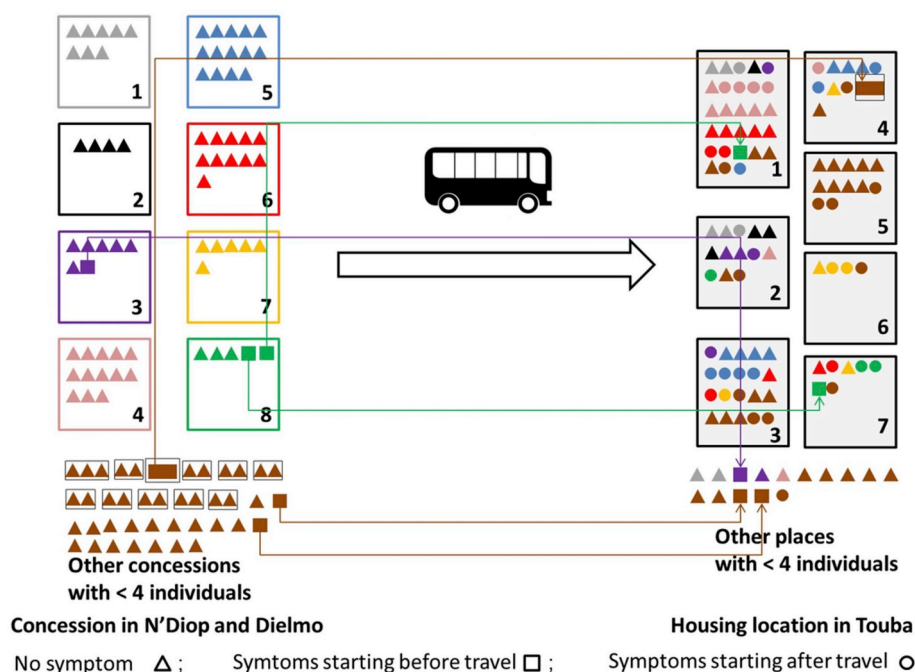 1
5
1
4
2
6
5
3
7
2
6
4
8
3
7
Other concessions
with < 4 individuals
Other places
with < 4 individuals
Concession in N'Diop and Dielmo
Housing location in Touba
No symptom △ ; Symtoms starting before travel □ ; Symptoms starting after travel ○